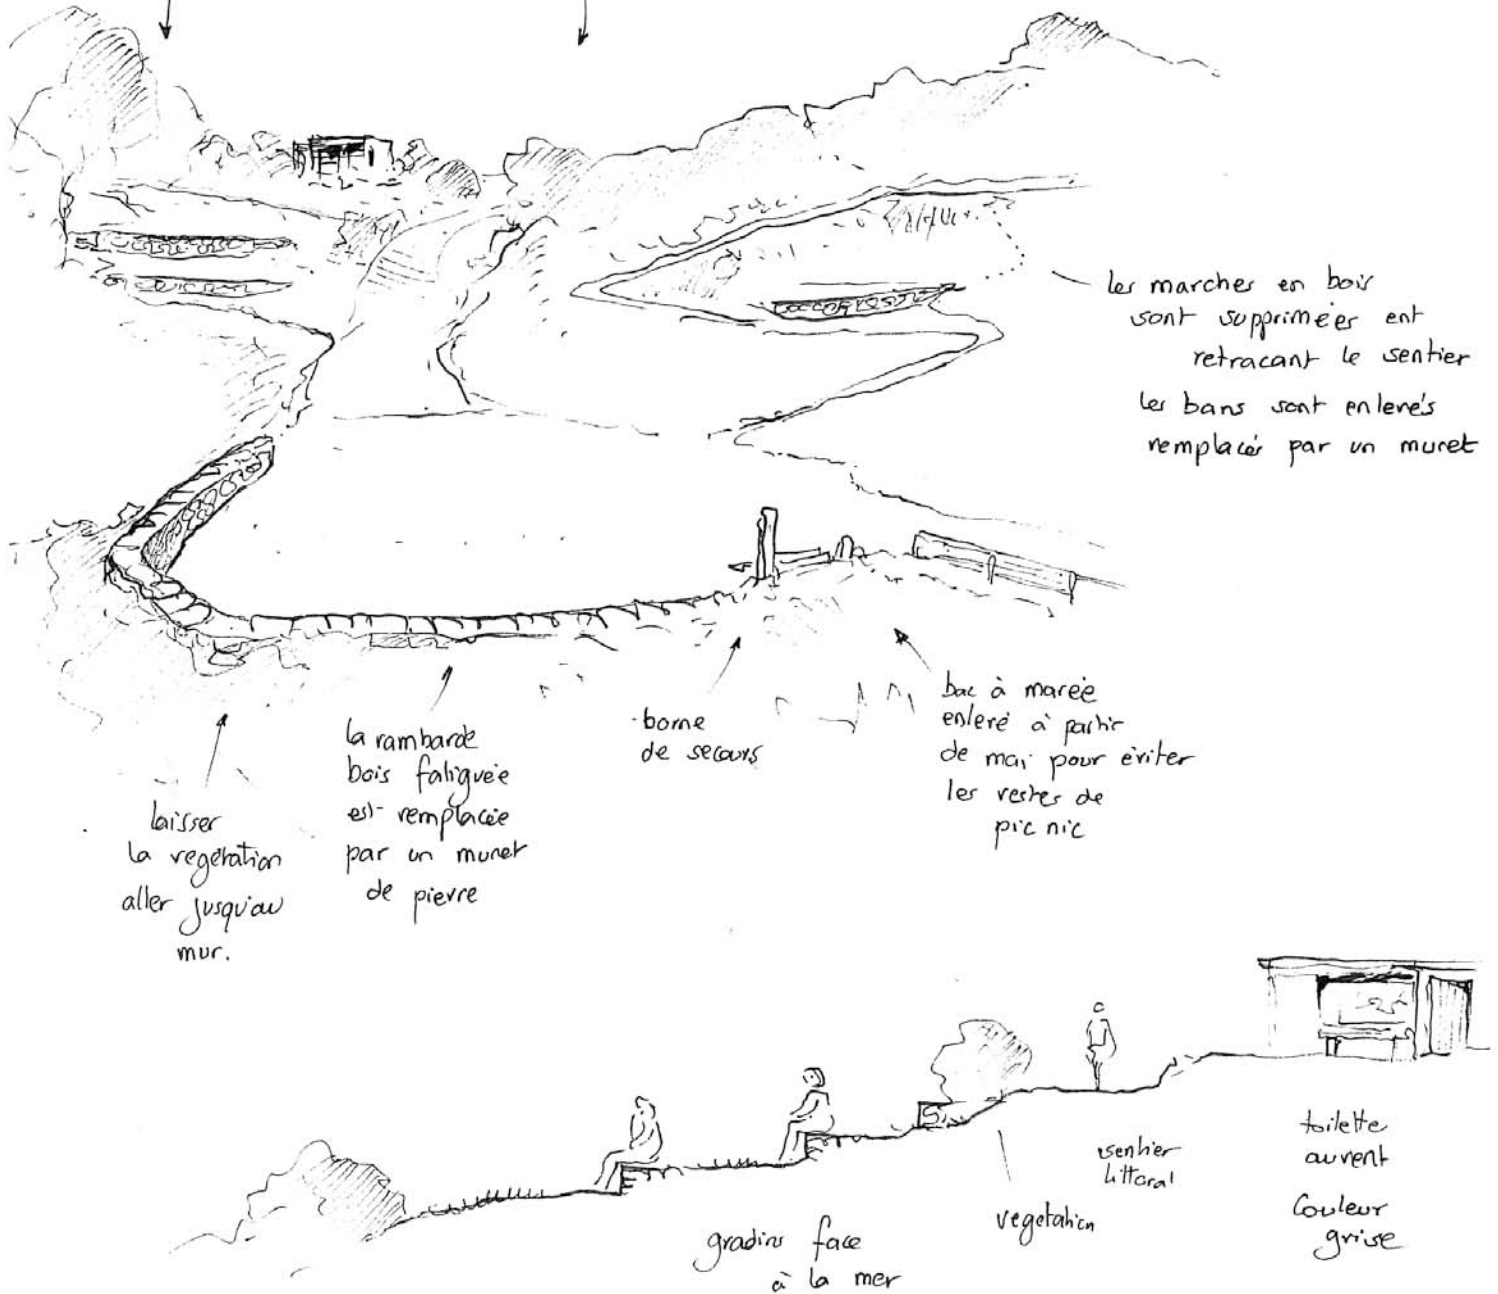 les marches en bois
sont supprimées ent
retracant le sentier
les bans sont enlevés
remplacés par un muret
laisser
la vegetation
aller jusqu'au
mur.
la rambarde
bois fatiguée
est remplacée
par un muret
de pierre
borne
de secours
bac à marée
enlevé à partir
de mai pour éviter
les restes de
pic nic
gradins face
à la mer
vegetation
sentier
littoral
toilette
auvent
Couleur
grise